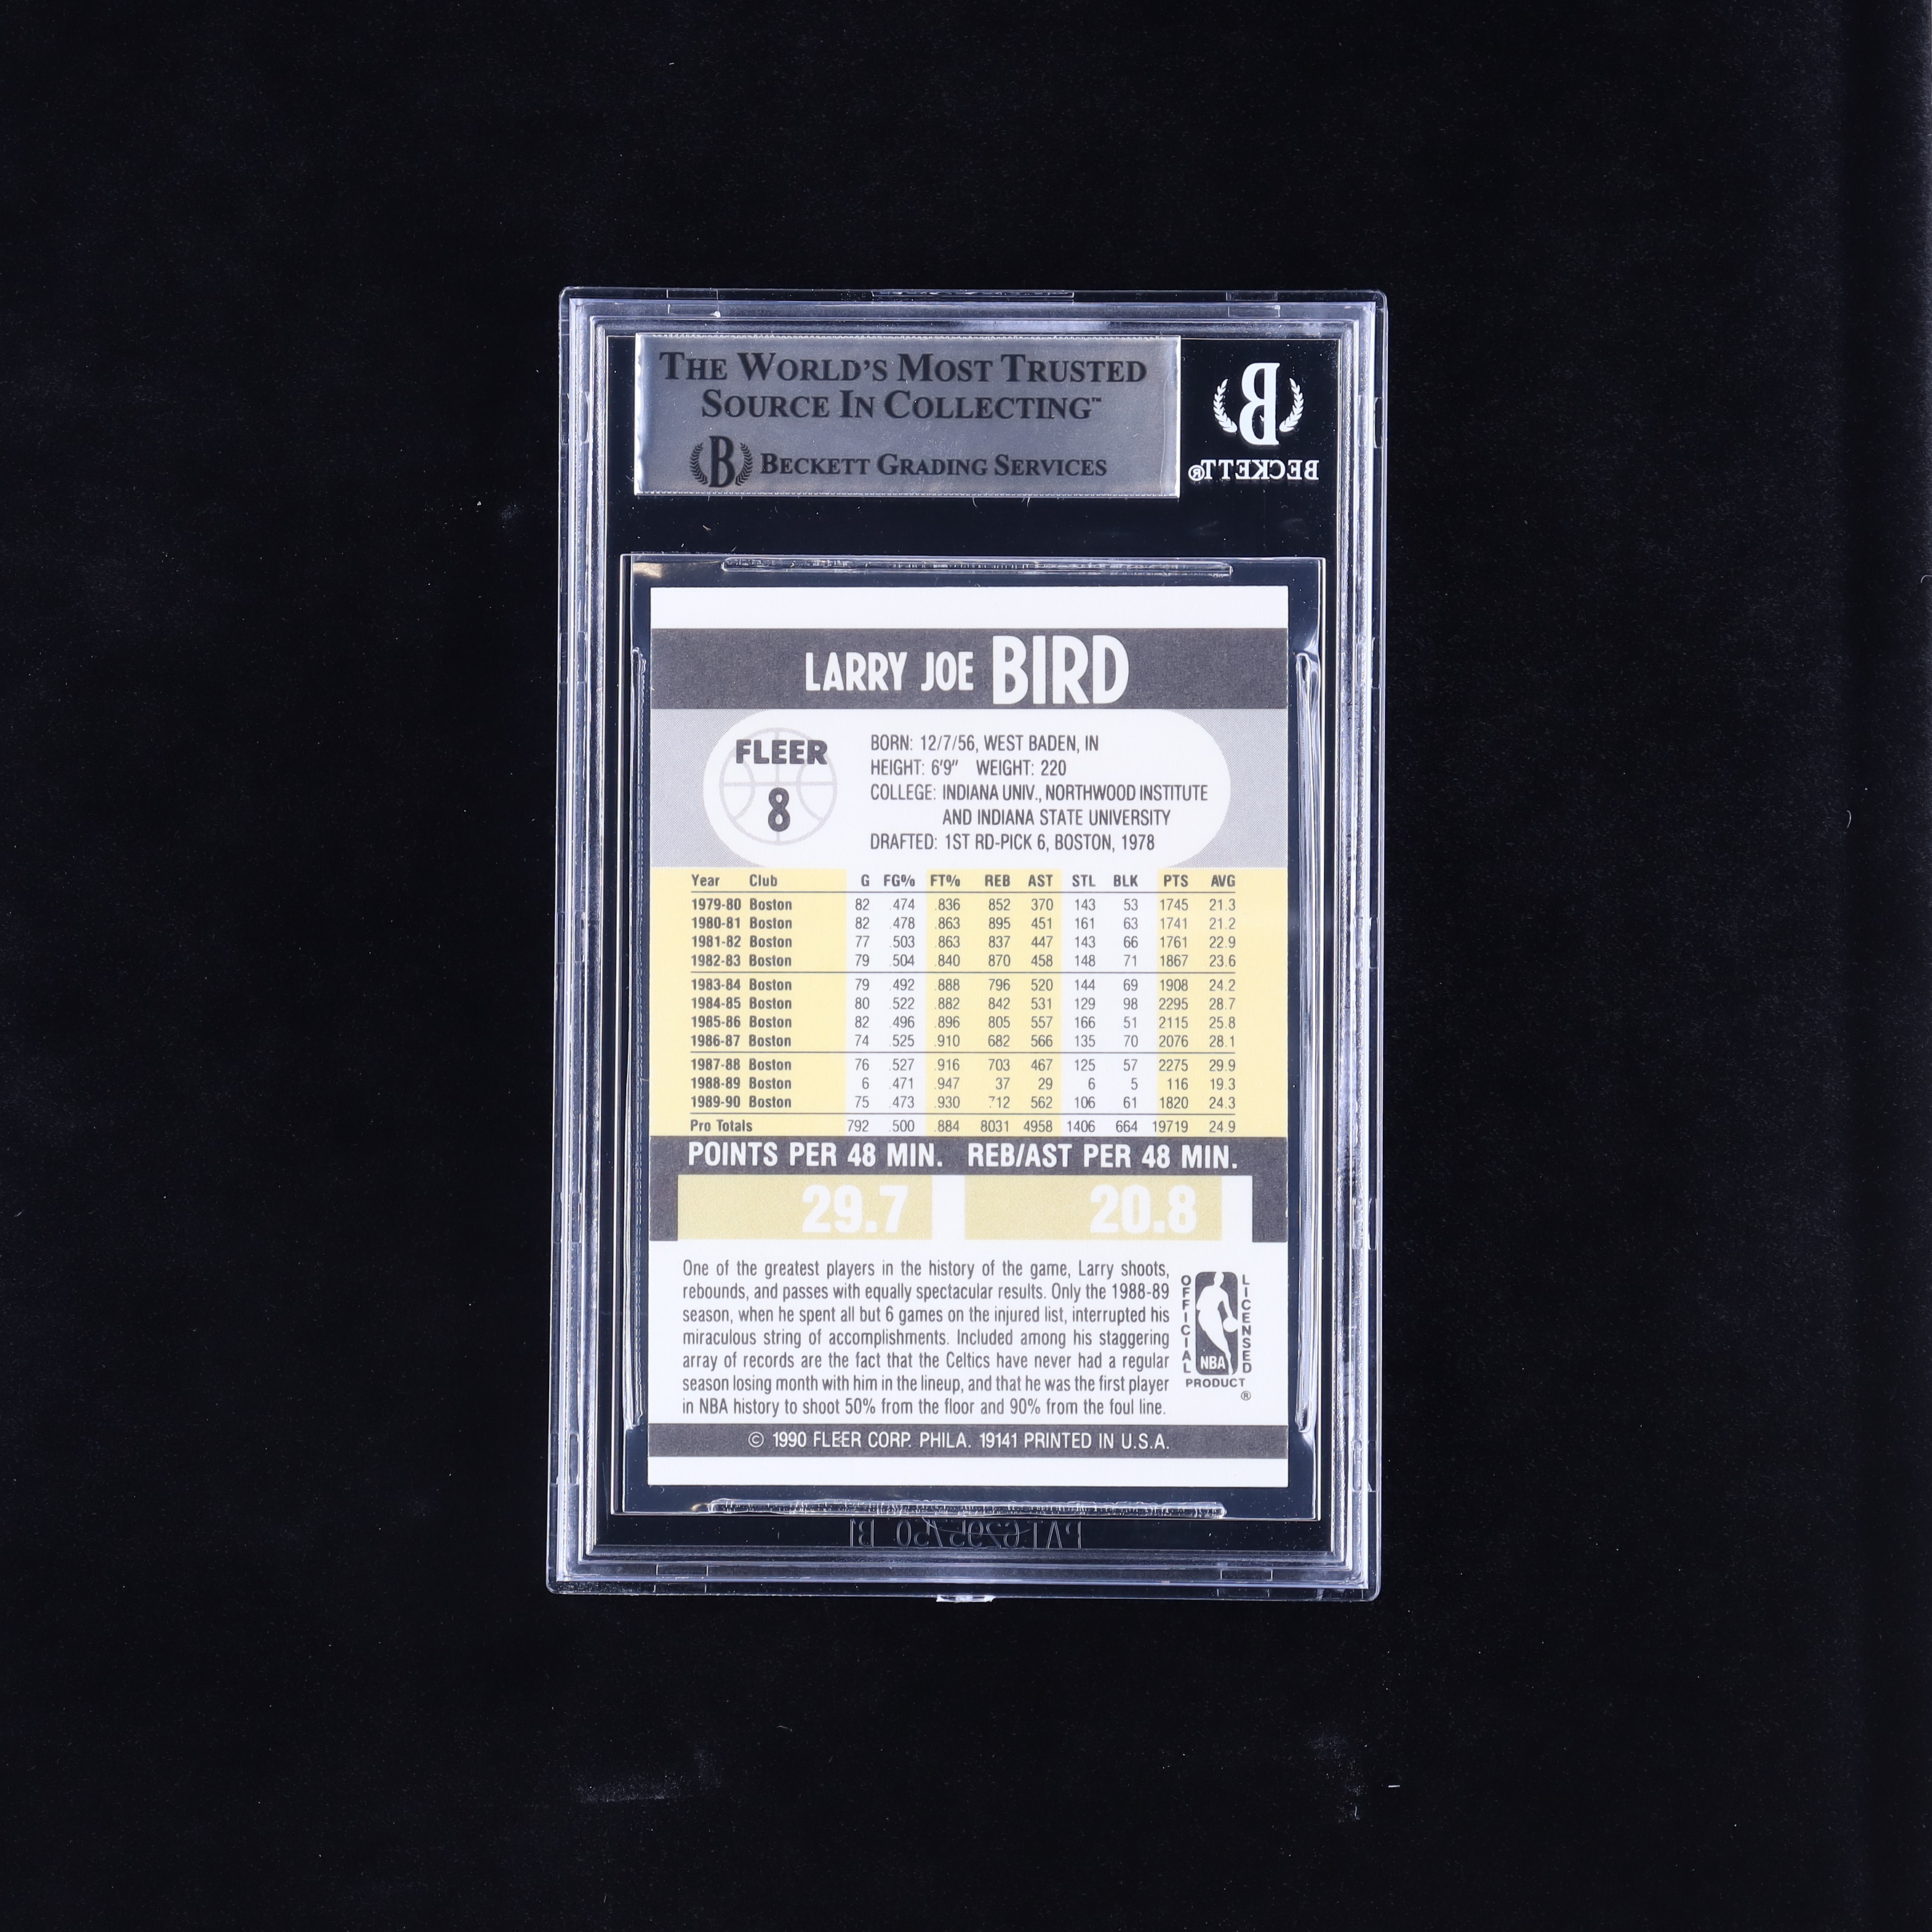 THE WORLD'S MOST TRUSTED
SOURCE IN COLLECTING™
B BECKETT GRADING SERVICES
B
BECKETT®
LARRY JOE BIRD
FLEER
8
BORN: 12/7/56, WEST BADEN, IN
HEIGHT: 6'9" WEIGHT: 220
COLLEGE: INDIANA UNIV., NORTHWOOD INSTITUTE
AND INDIANA STATE UNIVERSITY
DRAFTED: 1ST RD-PICK 6, BOSTON, 1978
Year Club G FG% FT% REB AST STL BLK PTS AVG
1979-80 Boston 82 .474 .836 852 370 143 53 1745 21.3
1980-81 Boston 82 .478 .863 895 451 161 63 1741 21.2
1981-82 Boston 77 .503 .863 837 447 143 66 1761 22.9
1982-83 Boston 79 .504 .840 870 458 148 71 1867 23.6
1983-84 Boston 79 .492 .888 796 520 144 69 1908 24.2
1984-85 Boston 80 .522 .882 842 531 129 98 2295 28.7
1985-86 Boston 82 .496 .896 805 557 166 51 2115 25.8
1986-87 Boston 74 .525 .910 682 566 135 70 2076 28.1
1987-88 Boston 76 .527 .916 703 467 125 57 2275 29.9
1988-89 Boston 6 .471 .947 37 29 6 5 116 19.3
1989-90 Boston 75 .473 .930 712 562 106 61 1820 24.3
Pro Totals 792 .500 .884 8031 4958 1406 664 19719 24.9
POINTS PER 48 MIN. REB/AST PER 48 MIN.
29.7 20.8
One of the greatest players in the history of the game, Larry shoots,
rebounds, and passes with equally spectacular results. Only the 1988-89
season, when he spent all but 6 games on the injured list, interrupted his
miraculous string of accomplishments. Included among his staggering
array of records are the fact that the Celtics have never had a regular
season losing month with him in the lineup, and that he was the first player
in NBA history to shoot 50% from the floor and 90% from the foul line.
OFFICIAL LICENSED
NBA
PRODUCT
®
© 1990 FLEER CORP. PHILA. 19141 PRINTED IN U.S.A.